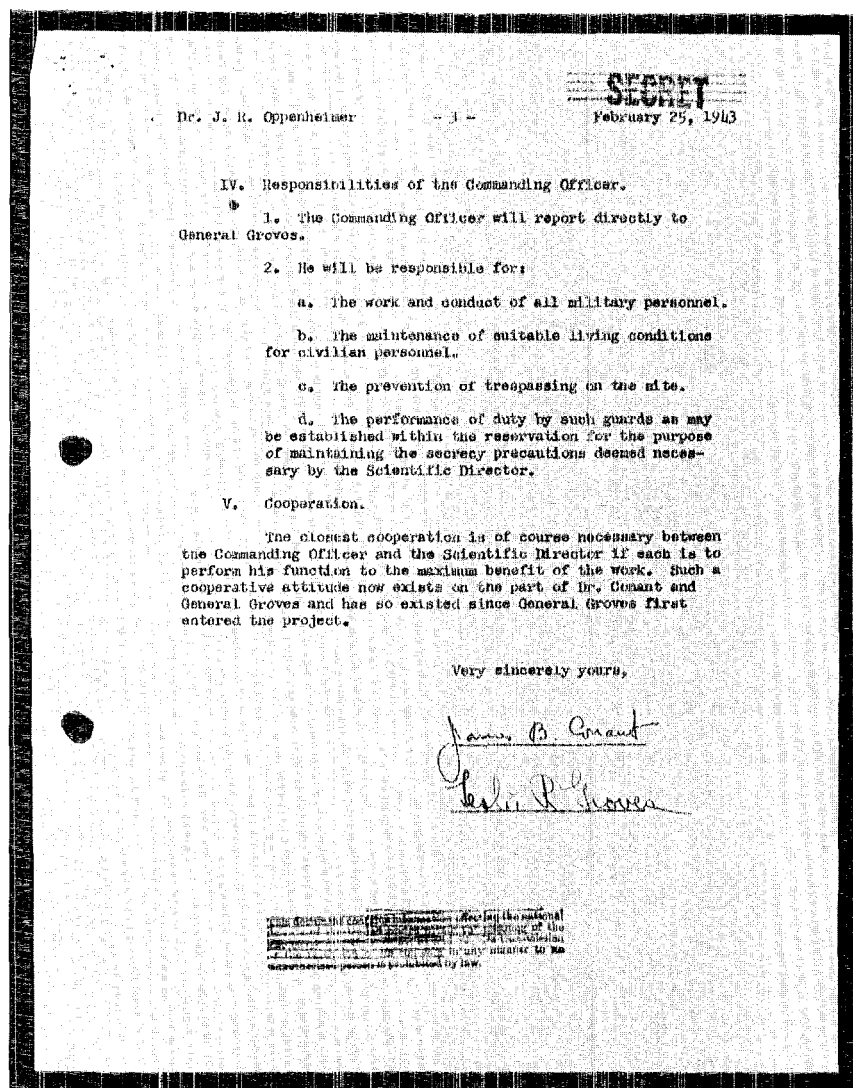 SECRET
Dr. J. R. Oppenheimer - 3 - February 25, 1943
IV. Responsibilities of the Commanding Officer.
1. The Commanding Officer will report directly to
General Groves.
2. He will be responsible for:
a. The work and conduct of all military personnel.
b. The maintenance of suitable living conditions
for civilian personnel.
c. The prevention of trespassing on the site.
d. The performance of duty by such guards as may
be established within the reservation for the purpose
of maintaining the secrecy precautions deemed neces-
sary by the Scientific Director.
V. Cooperation.
The closest cooperation is of course necessary between
the Commanding Officer and the Scientific Director if each is to
perform his function to the maximum benefit of the work. Such a
cooperative attitude now exists on the part of Dr. Conant and
General Groves and has so existed since General Groves first
entered the project.
Very sincerely yours,
James B. Conant
Leslie R Groves
This document information the national
of the
in any manner to an
person is prohibited by law.